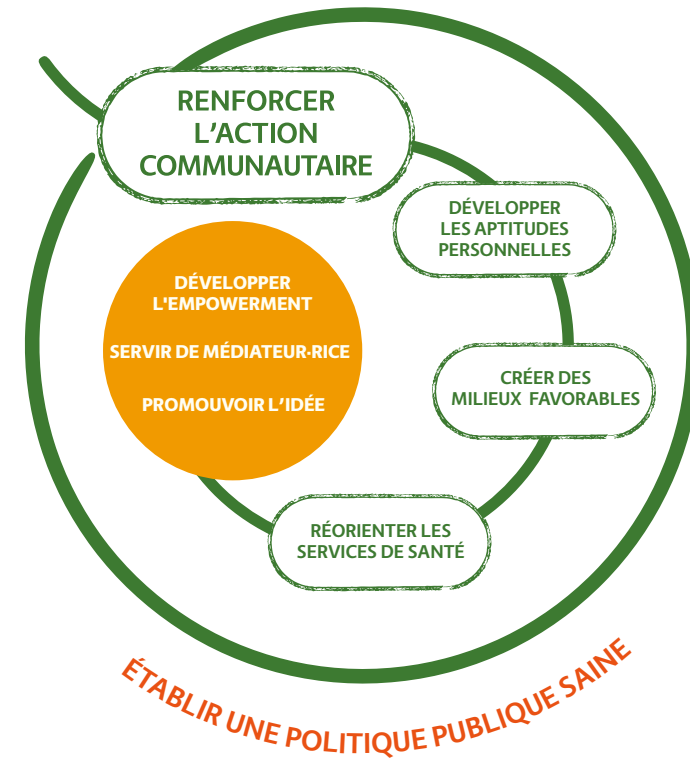 RENFORCER
L’ACTION
COMMUNAUTAIRE
DÉVELOPPER
LES APTITUDES
PERSONNELLES
DÉVELOPPER
L'EMPOWERMENT
SERVIR DE MÉDIATEUR·RICE
PROMOUVOIR L’IDÉE
CRÉER DES
MILIEUX FAVORABLES
RÉORIENTER LES
SERVICES DE SANTÉ
ÉTABLIR UNE POLITIQUE PUBLIQUE SAINE